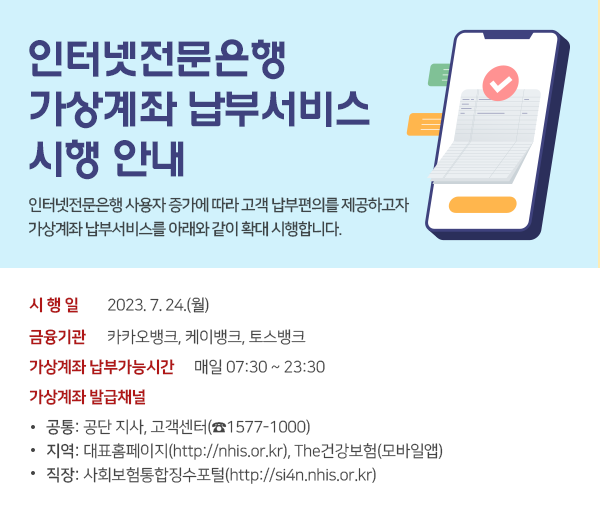 인터넷전문은행
가상계좌 납부서비스
시행 안내
인터넷전문은행 사용자 증가에 따라 고객 납부편의를 제공하고자
가상계좌 납부서비스를 아래와 같이 확대 시행합니다.
시 행 일 2023. 7. 24.(월)
금융기관 카카오뱅크, 케이뱅크, 토스뱅크
가상계좌 납부가능시간 매일 07:30 ~ 23:30
가상계좌 발급채널
• 공통: 공단 지사, 고객센터(☎1577-1000)
• 지역: 대표홈페이지(http://nhis.or.kr), The건강보험(모바일앱)
• 직장: 사회보험통합징수포털(http://si4n.nhis.or.kr)